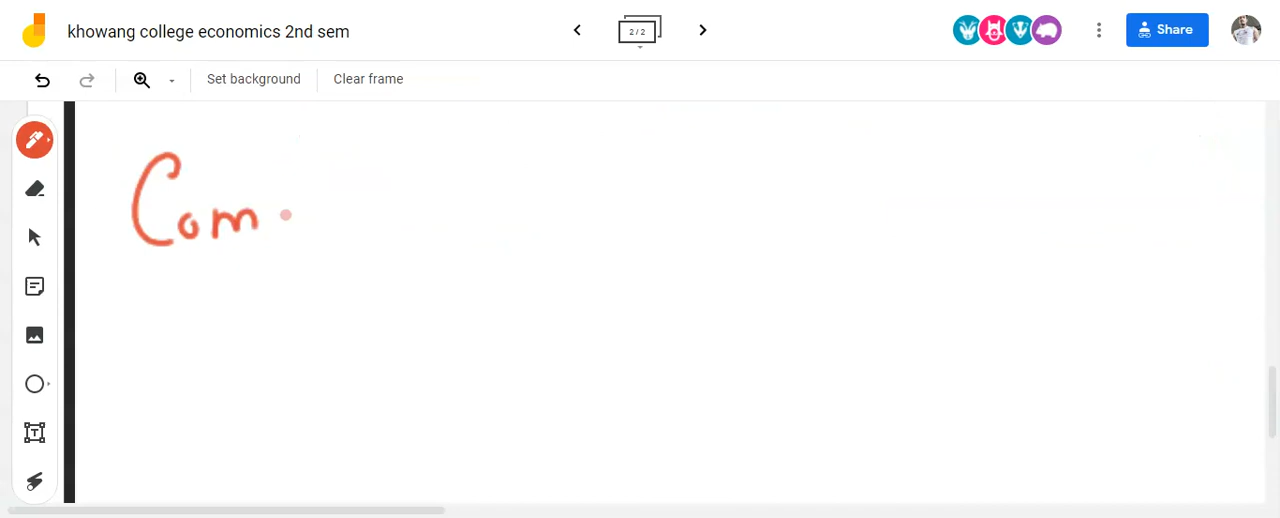 khowang college economics 2nd sem
2 / 2
Share
Set background
Clear frame
Com